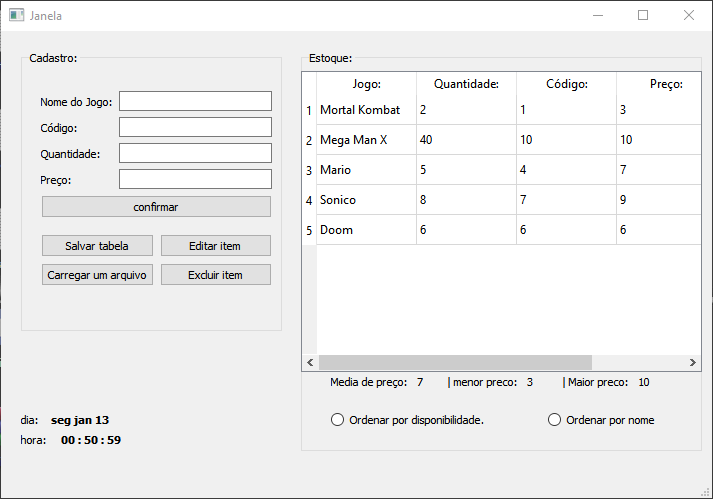 Janela
Cadastro:
Nome do Jogo:
Código:
Quantidade:
Preço:
confirmar
Salvar tabela Editar item
Carregar um arquivo Excluir item
dia: seg jan 13
hora: 00 : 50 : 59
Estoque:
Jogo: Quantidade: Código: Preço:
1 Mortal Kombat 2 1 3
2 Mega Man X 40 10 10
3 Mario 5 4 7
4 Sonico 8 7 9
5 Doom 6 6 6
Media de preço: 7 | menor preco: 3 | Maior preco: 10
Ordenar por disponibilidade. Ordenar por nome